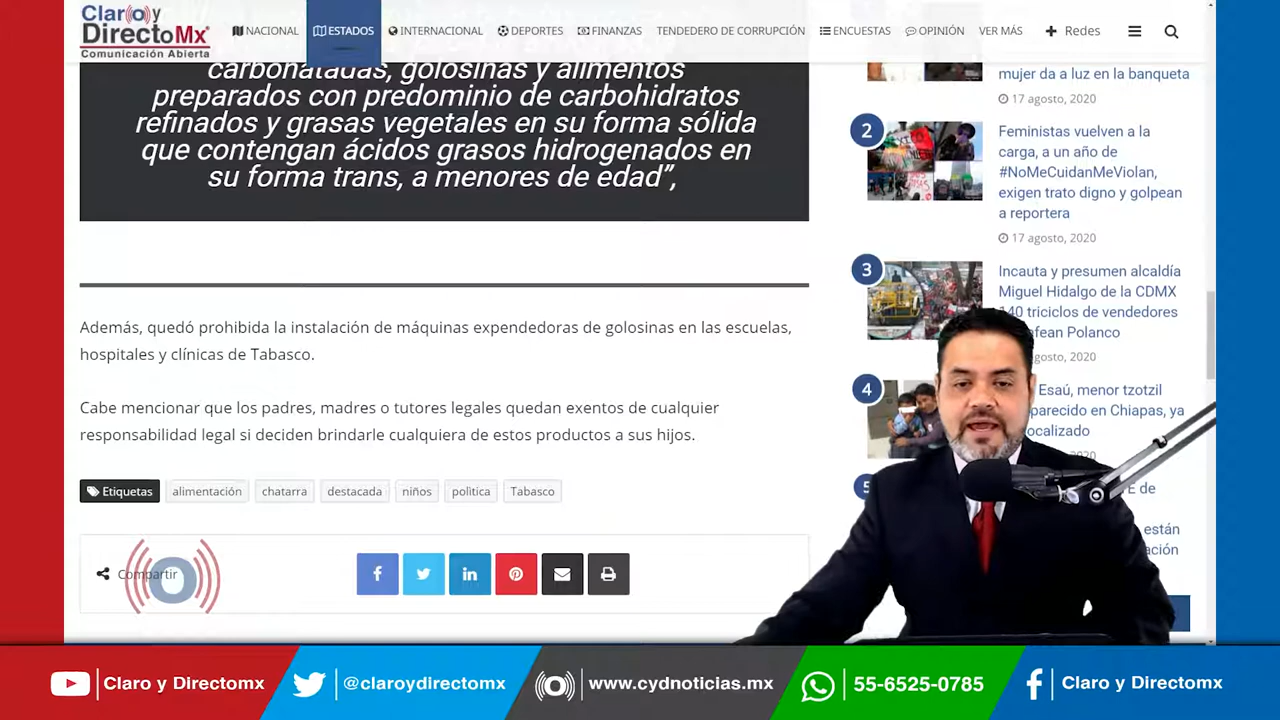 Claro y
DirectoMx
Comunicación Abierta
NACIONAL
ESTADOS
INTERNACIONAL
DEPORTES
FINANZAS
TENDEDERO DE CORRUPCIÓN
ENCUESTAS
OPINIÓN
VER MÁS
Redes
carbonatadas, golosinas y alimentos
preparados con predominio de carbohidratos
refinados y grasas vegetales en su forma sólida
que contengan ácidos grasos hidrogenados en
su forma trans, a menores de edad”,
Además, quedó prohibida la instalación de máquinas expendedoras de golosinas en las escuelas,
hospitales y clínicas de Tabasco.
Cabe mencionar que los padres, madres o tutores legales quedan exentos de cualquier
responsabilidad legal si deciden brindarle cualquiera de estos productos a sus hijos.
Etiquetas
alimentación
chatarra
destacada
niños
polìtica
Tabasco
Compartir
mujer da a luz en la banqueta
17 agosto, 2020
2
Feministas vuelven a la
carga, a un año de
#NoMeCuidanMeViolan,
exigen trato digno y golpean
a reportera
17 agosto, 2020
3
Incauta y presumen alcaldía
Miguel Hidalgo de la CDMX
140 triciclos de vendedores
afean Polanco
agosto, 2020
4
Esaú, menor tzotzil
parecido en Chiapas, ya
localizado
5
E de
están
Claro y Directomx
@claroydirectomx
www.cydnoticias.mx
55-6525-0785
Claro y Directomx